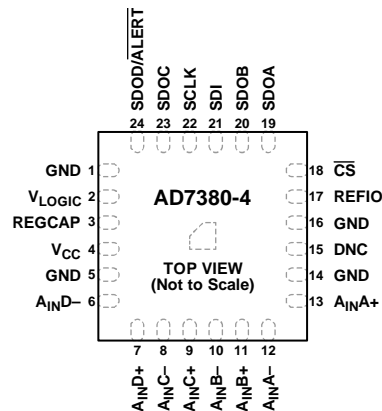 SDOD/ALERT
SDOC
SCLK
SDI
SDOB
SDOA
24 23 22 21 20 19
GND 1
VLOGIC 2
REGCAP 3
VCC 4
GND 5
AIND– 6
18 CS
17 REFIO
16 GND
15 DNC
14 GND
13 AINA+
AD7380-4
TOP VIEW
(Not to Scale)
7 8 9 10 11 12
AIND+
AINC–
AINC+
AINB–
AINB+
AINA–